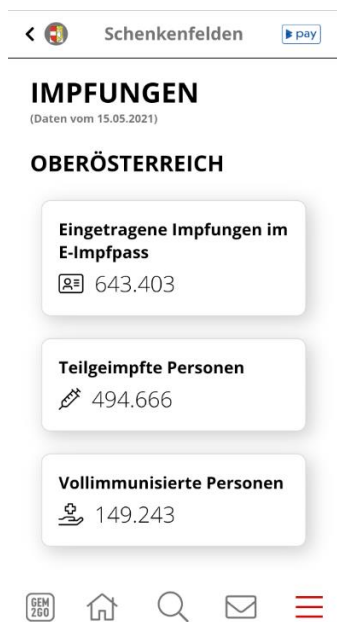 Schenkenfelden
pay
IMPFUNGEN
(Daten vom 15.05.2021)
OBERÖSTERREICH
Eingetragene Impfungen im
E-Impfpass
643.403
Teilgeimpfte Personen
494.666
Vollimmunisierte Personen
149.243
GEM
2GO